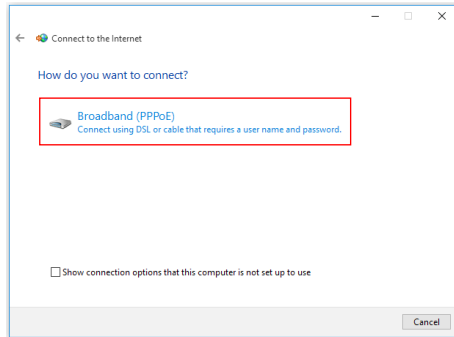 Connect to the Internet
How do you want to connect?
Broadband (PPPoE)
Connect using DSL or cable that requires a user name and password.
Show connection options that this computer is not set up to use
Cancel